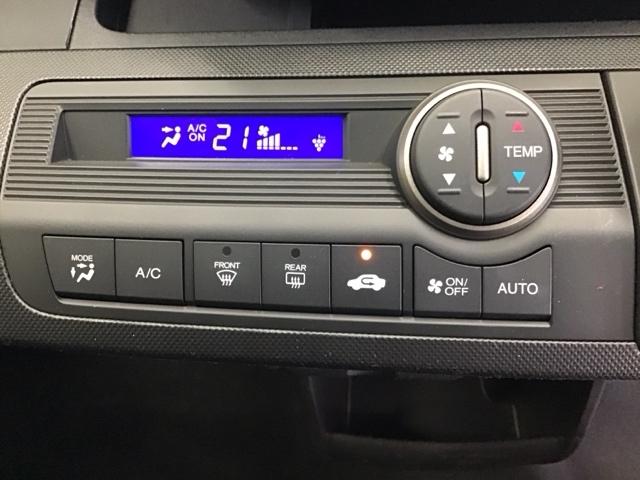 A/C
ON
21
TEMP
MODE
A/C
FRONT
REAR
ON/
OFF
AUTO